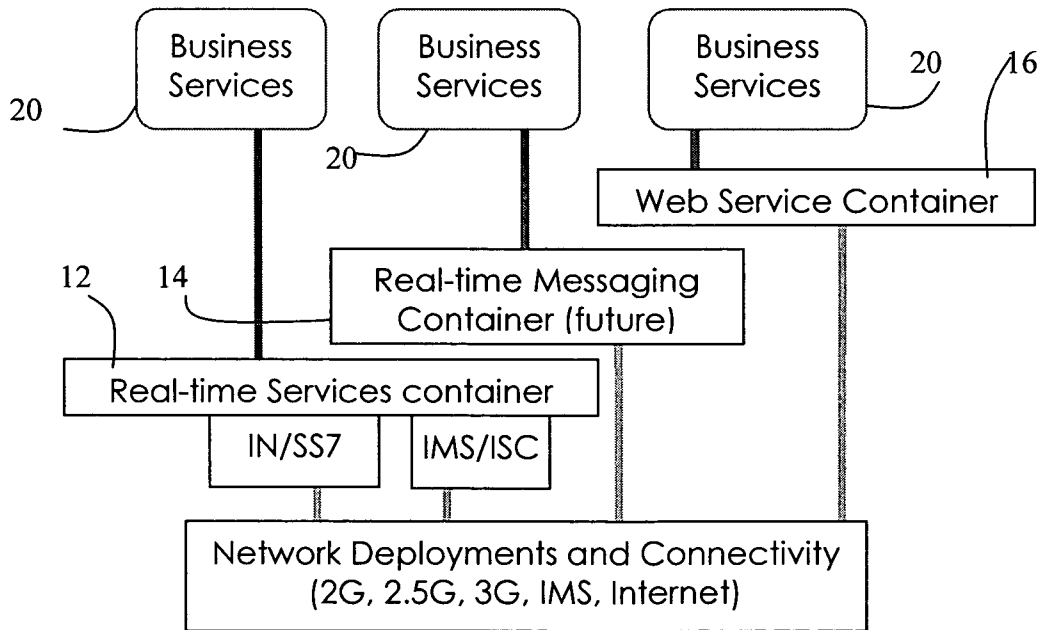 Business
Services
Business
Services
Business
Services
20
20
20
16
Web Service Container
12
14
Real-time Messaging
Container (future)
Real-time Services container
IN/SS7
IMS/ISC
Network Deployments and Connectivity
(2G, 2.5G, 3G, IMS, Internet)